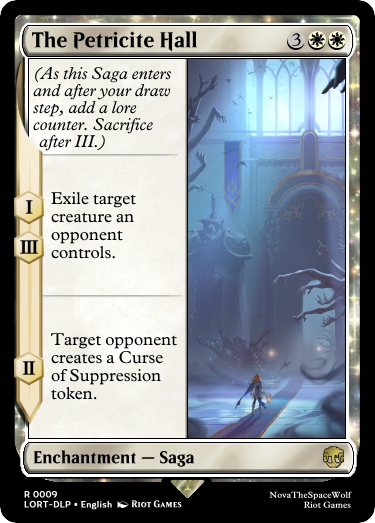 The Petricite Hall 3
(As this Saga enters
and after your draw
step, add a lore
counter. Sacrifice
after III.)
I
III
Exile target
creature an
opponent
controls.
II
Target opponent
creates a Curse
of Suppression
token.
Enchantment — Saga
R 0009
LORT-DLP • English RIOT GAMES
NovaTheSpaceWolf
Riot Games